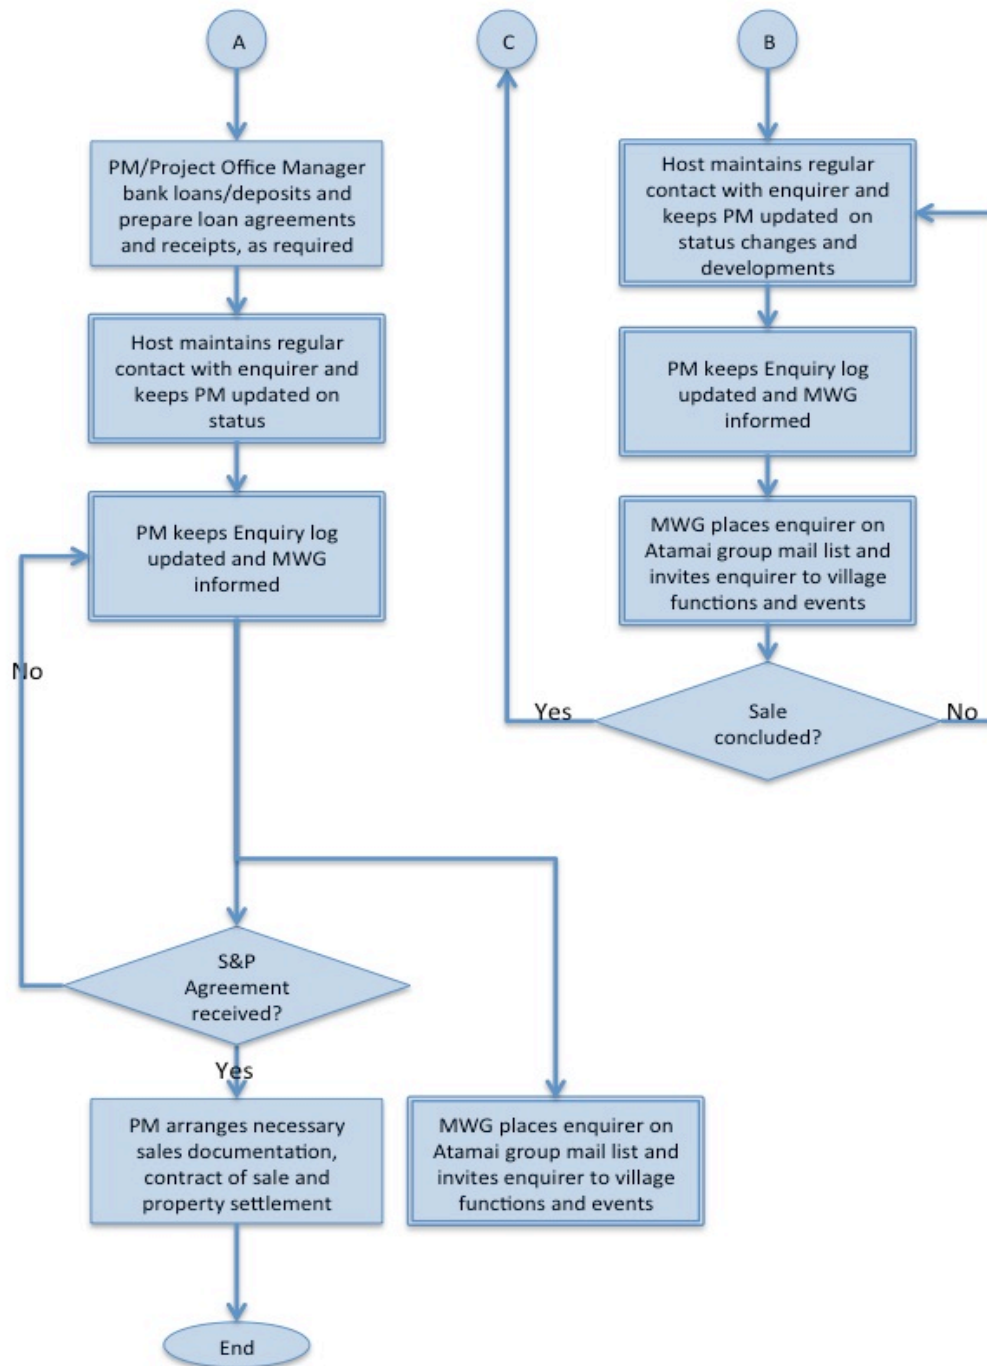 A
PM/Project Office Manager
bank loans/deposits and
prepare loan agreements
and receipts, as required
Host maintains regular
contact with enquirer and
keeps PM updated on
status
PM keeps Enquiry log
updated and MWG
informed
No
S&P
Agreement
received?
Yes
PM arranges necessary
sales documentation,
contract of sale and
property settlement
End
MWG places enquirer on
Atamai group mail list and
invites enquirer to village
functions and events
C
B
Host maintains regular
contact with enquirer and
keeps PM updated on
status changes and
developments
PM keeps Enquiry log
updated and MWG
informed
MWG places enquirer on
Atamai group mail list and
invites enquirer to village
functions and events
Yes
Sale
concluded?
No